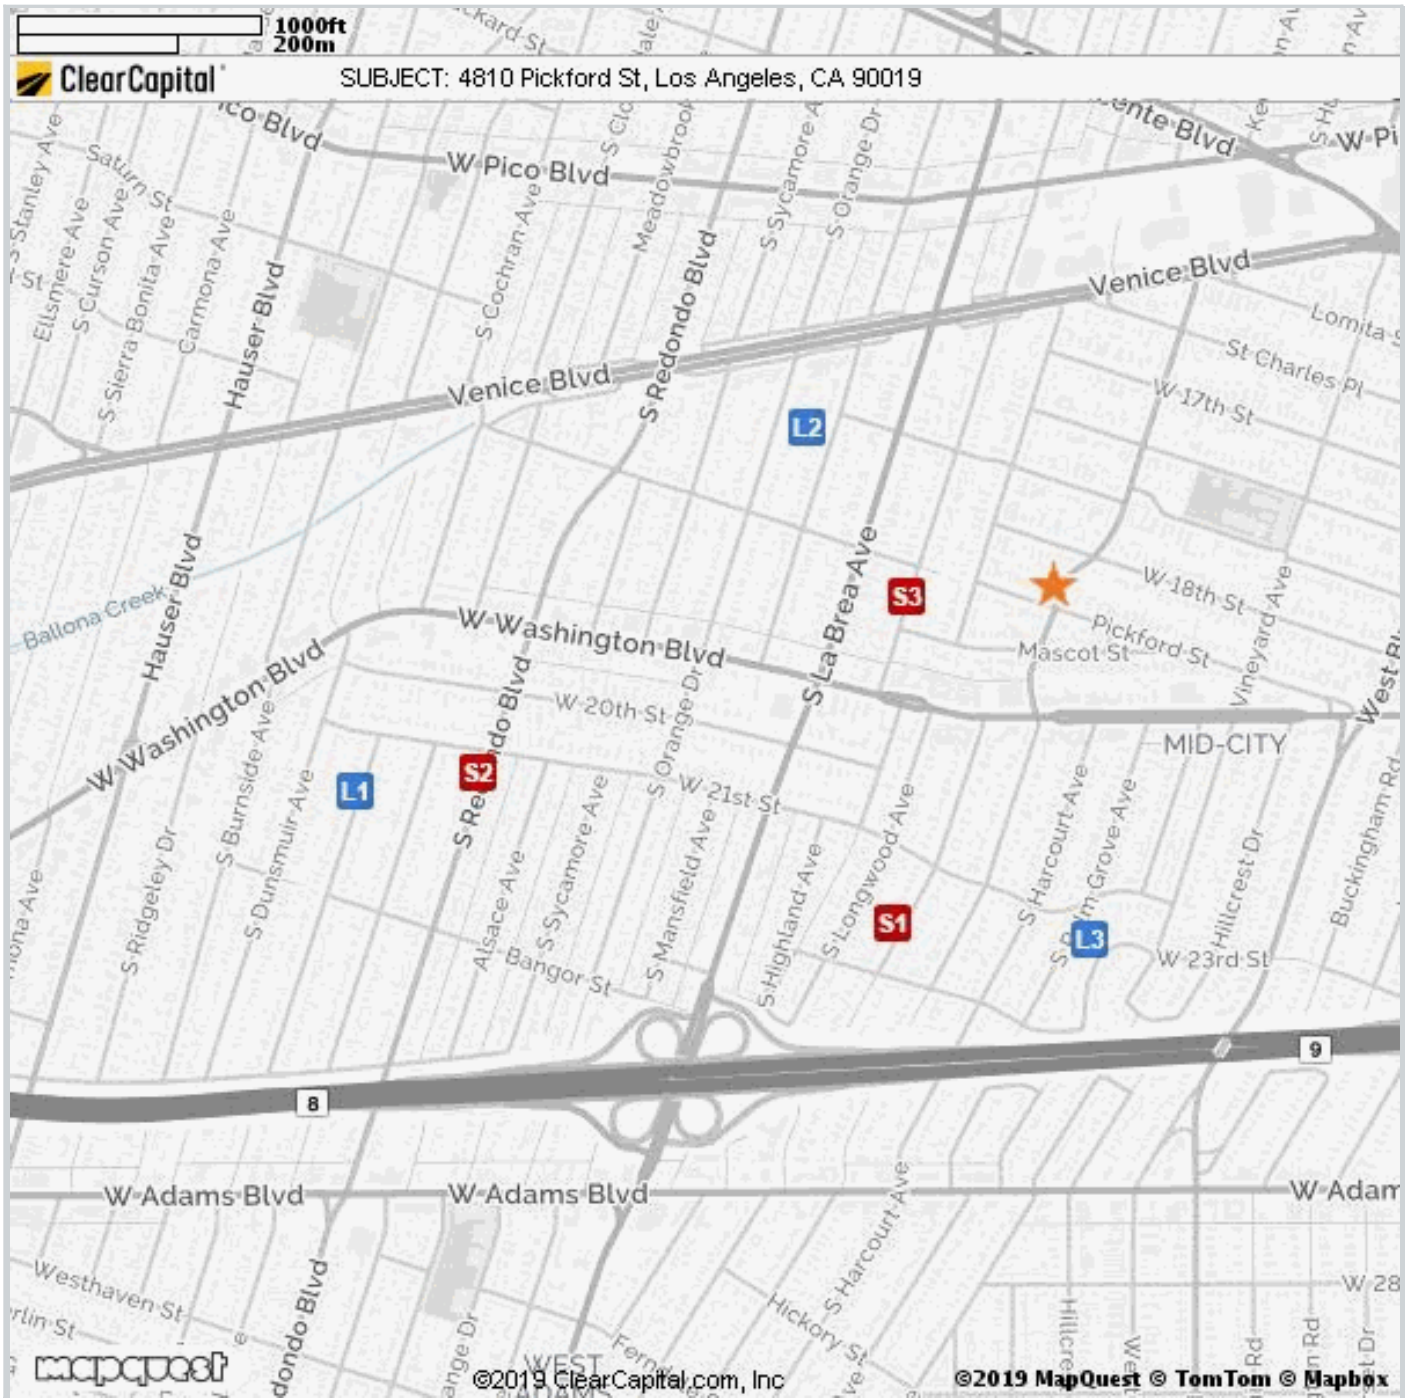 1000ft
200m
ClearCapital
SUBJECT: 4810 Pickford St, Los Angeles, CA 90019
W Pico Blvd
Saturn St
S Stanley Ave
Ellsmere Ave
S Curson Ave
S Sierra Bonita Ave
Carmona Ave
Hauser Blvd
S Cochran Ave
Meadowbrook
S Redondo Blvd
S Sycamore A
S Orange Dr
Venice Blvd
Lomita S
St Charles Pl
W 17th St
Venice Blvd
L2
S La Brea Ave
S3
W 18th St
Pickford St
Mascot St
Vineyard Ave
Ballona Creek
Hauser Blvd
W Washington Blvd
W Washington Blvd
W 20th St
S Orange Dr
MID-CITY
S Burnside Ave
S Dunsmuir Ave
L1
S2
W 21st St
S Ridgeley Dr
Alsace Ave
S Sycamore Ave
S Mansfield Ave
S Highland Ave
S Longwood Ave
S1
S Harcourt Ave
L3
Hillcrest Dr
Buckingham Rd
W 23rd St
Bangor St
8
9
W Adams Blvd
W Adams Blvd
W Adam
S Harcourt Ave
Westhaven St
Hickory St
W 28
mapquest
©2019 ClearCapital.com, Inc
©2019 MapQuest © TomTom © Mapbox